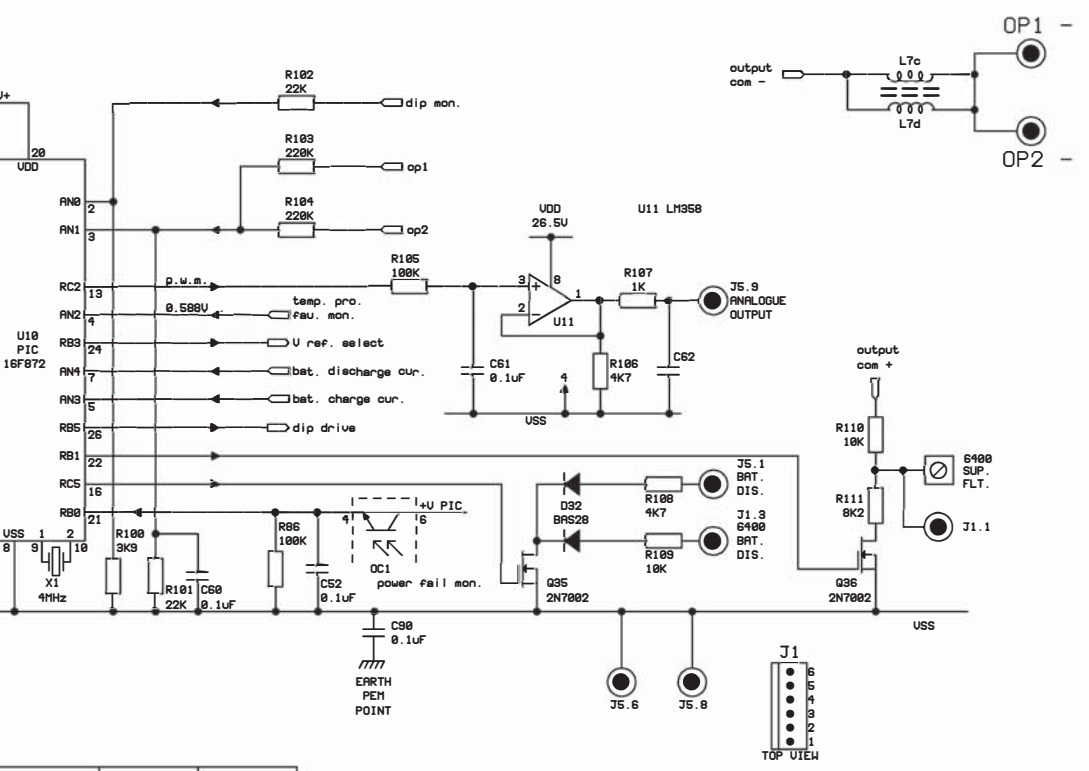 OP1 -
L7c
output
com -
L7d
OP2 -
R102
22K
dip mon.
V+
R103
220K
op1
20
VDD
R104
220K
op2
AN0
2
AN1
3
VDD
26.5V
U11 LM358
R105
100K
RC2
13
p.w.m.
3
8
+
2
-
1
U11
R107
1K
J5.9
ANALOGUE
OUTPUT
AN2
4
0.588V
temp. pro.
fau. mon.
U10
PIC
16F872
RB3
24
V ref. select
AN4
7
bat. discharge cur.
AN3
5
bat. charge cur.
C61
0.1uF
4
R106
4K7
C62
VSS
output
com +
RB5
26
dip drive
R110
10K
RB1
22
RC5
16
RB0
21
6400
SUP.
FLT.
J5.1
BAT.
DIS.
D32
BAS28
R108
4K7
R111
8K2
J1.1
J1.3
6400
BAT.
DIS.
R109
10K
4
+V PIC
6
OC1
power fail mon.
VSS
8
1
2
9
10
X1
4MHz
R100
3K9
R101
22K
C60
0.1uF
R86
100K
C52
0.1uF
Q35
2N7002
Q36
2N7002
VSS
C90
0.1uF
EARTH
PEM
POINT
J5.6
J5.8
J1
6
5
4
3
2
1
TOP VIEW